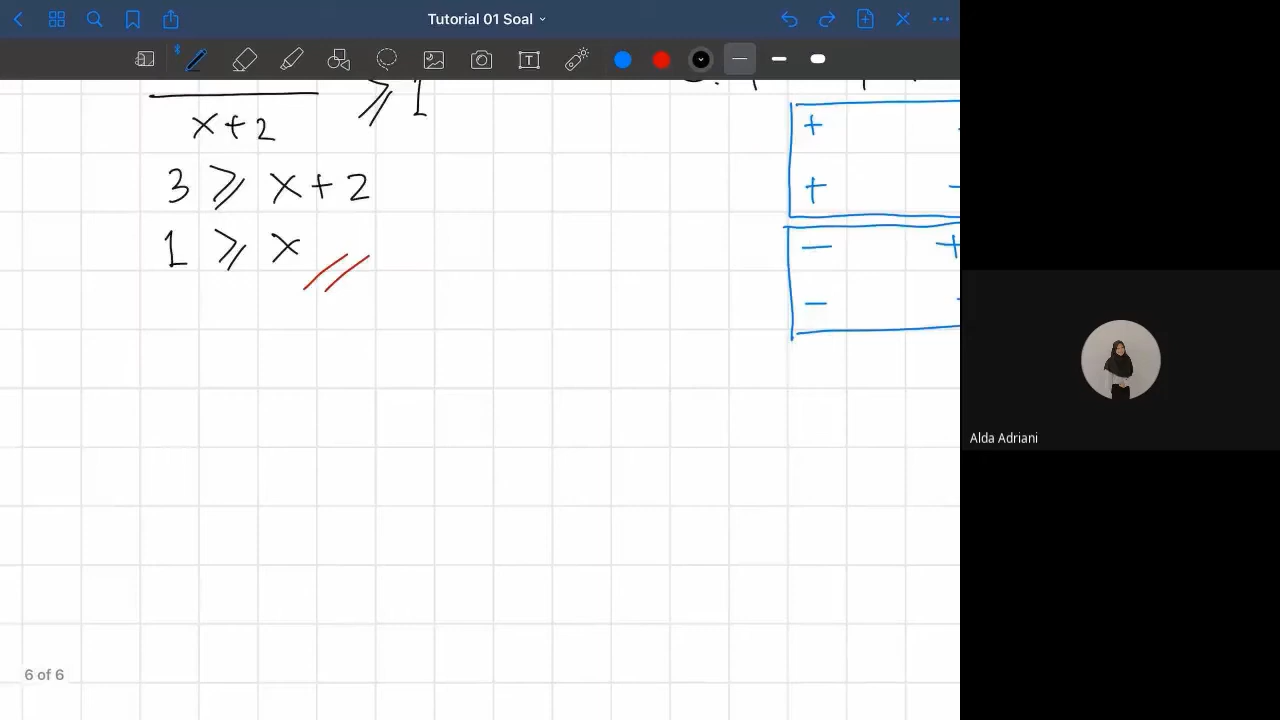 Tutorial 01 Soal
T
⩾ 1
x + 2
3 ⩾ x + 2
1 ⩾ x
+
+
− +
−
Alda Adriani
6 of 6